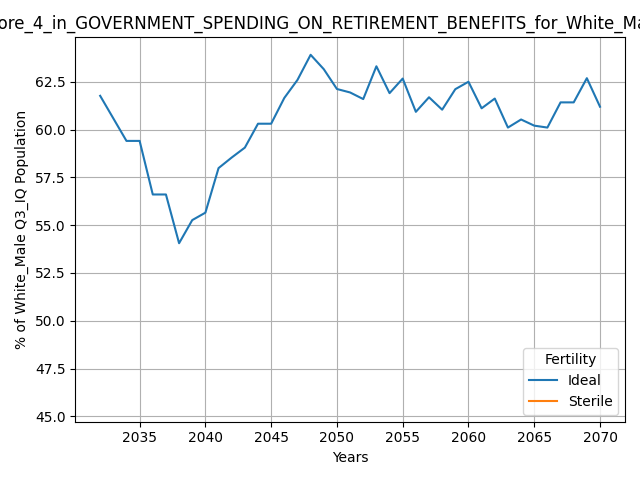 ore_4_in_GOVERNMENT_SPENDING_ON_RETIREMENT_BENEFITS_for_White_Ma
% of White_Male Q3_IQ Population
62.5
60.0
57.5
55.0
52.5
50.0
47.5
45.0
Fertility
Ideal
Sterile
2035
2040
2045
2050
2055
2060
2065
2070
Years